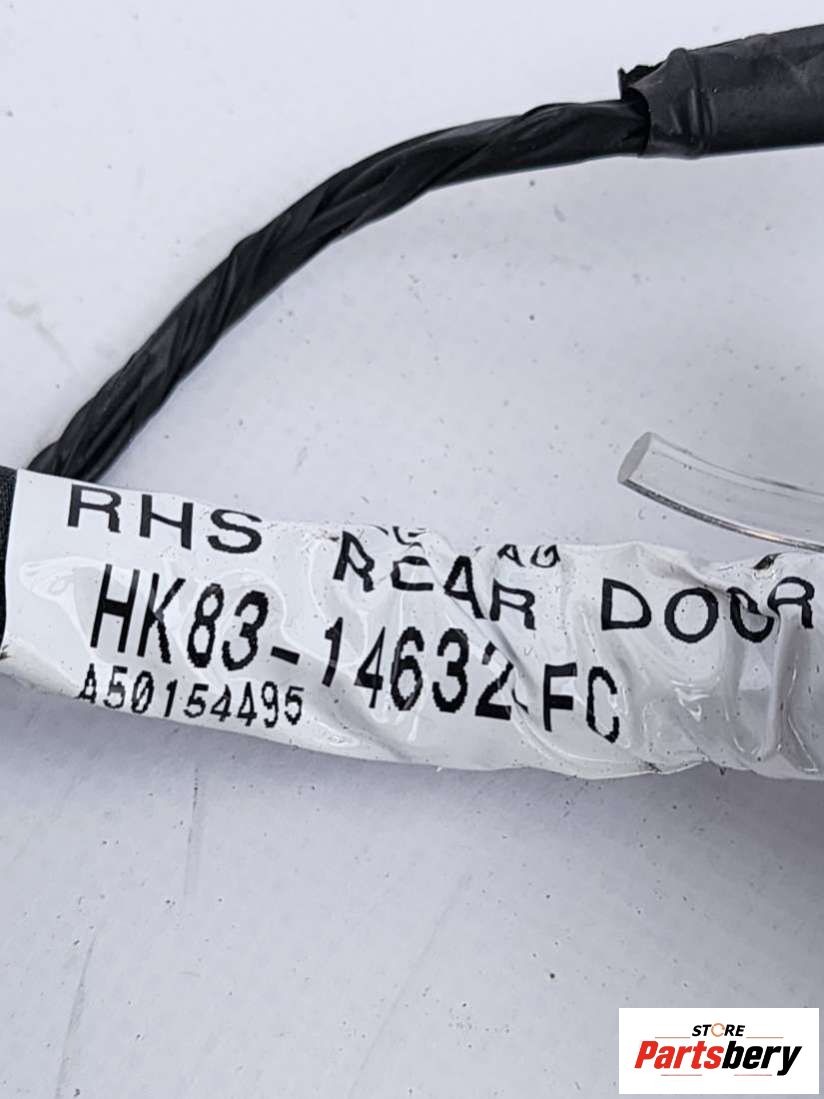 RHS REAR DOOR
HK83-14632-FC
A50154495
STORE
Partsbery